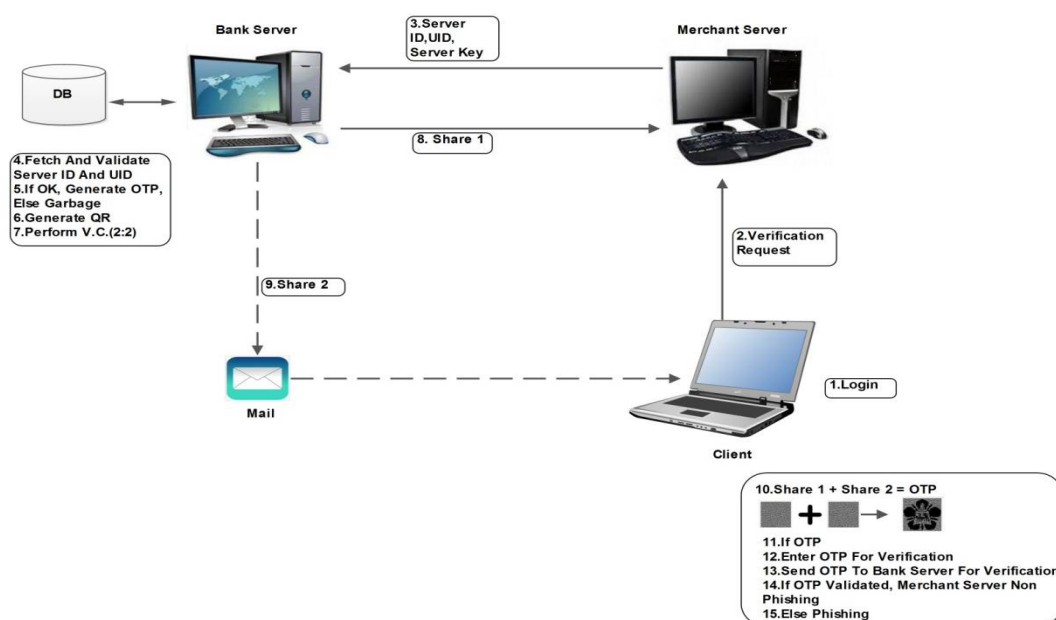 Bank Server
3.Server
ID,UID,
Server Key
Merchant Server
DB
8. Share 1
4.Fetch And Validate
Server ID And UID
5.If OK, Generate OTP,
Else Garbage
6.Generate QR
7.Perform V.C.(2:2)
2.Verification
Request
9.Share 2
1.Login
Mail
Client
10.Share 1 + Share 2 = OTP
11.If OTP
12.Enter OTP For Verification
13.Send OTP To Bank Server For Verification
14.If OTP Validated, Merchant Server Non
Phishing
15.Else Phishing